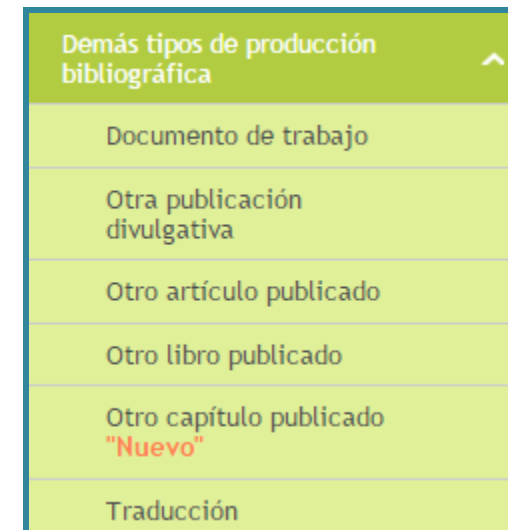 Demás tipos de producción
bibliográfica
Documento de trabajo
Otra publicación
divulgativa
Otro artículo publicado
Otro libro publicado
Otro capítulo publicado
"Nuevo"
Traducción